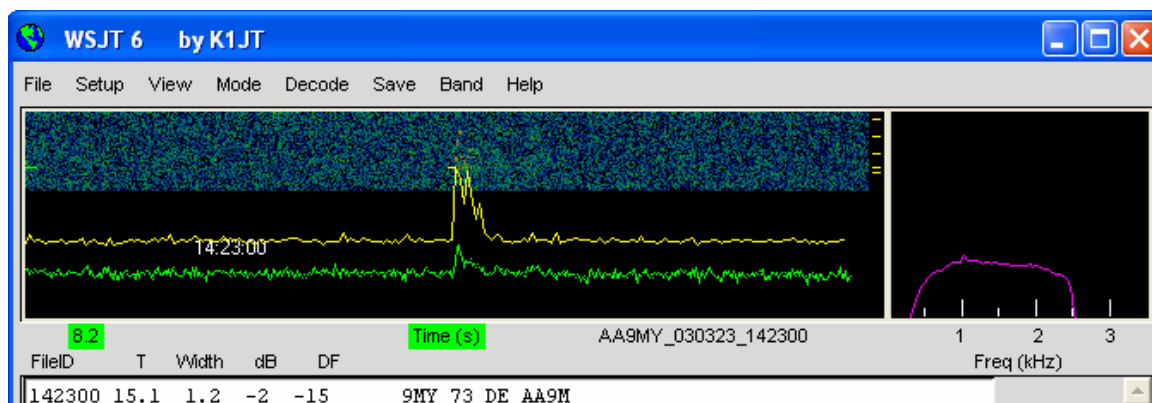 WSJT 6 by K1JT
File Setup View Mode Decode Save Band Help
14:23:00
8.2 Time (s) AA9MY_030323_142300 1 2 3
FileID T Width dB DF Freq (kHz)
142300 15.1 1.2 -2 -15 9MY 73 DE AA9M